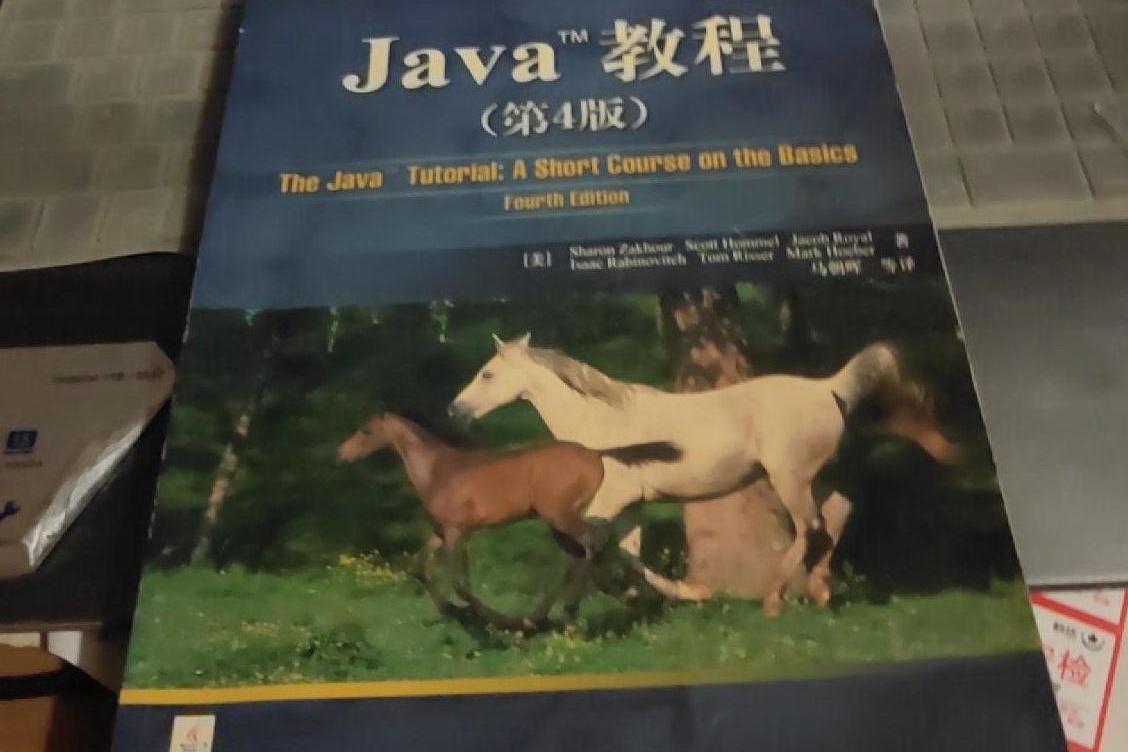 Java™教程
（第4版）
The Java Tutorial: A Short Course on the Basics
Fourth Edition
[美] Sharon Zakhour Scott Hommel Jacob Royal 著
Isaac Rabinovitch Tom Risser Mark Hoeber
马朝晖 等译
检